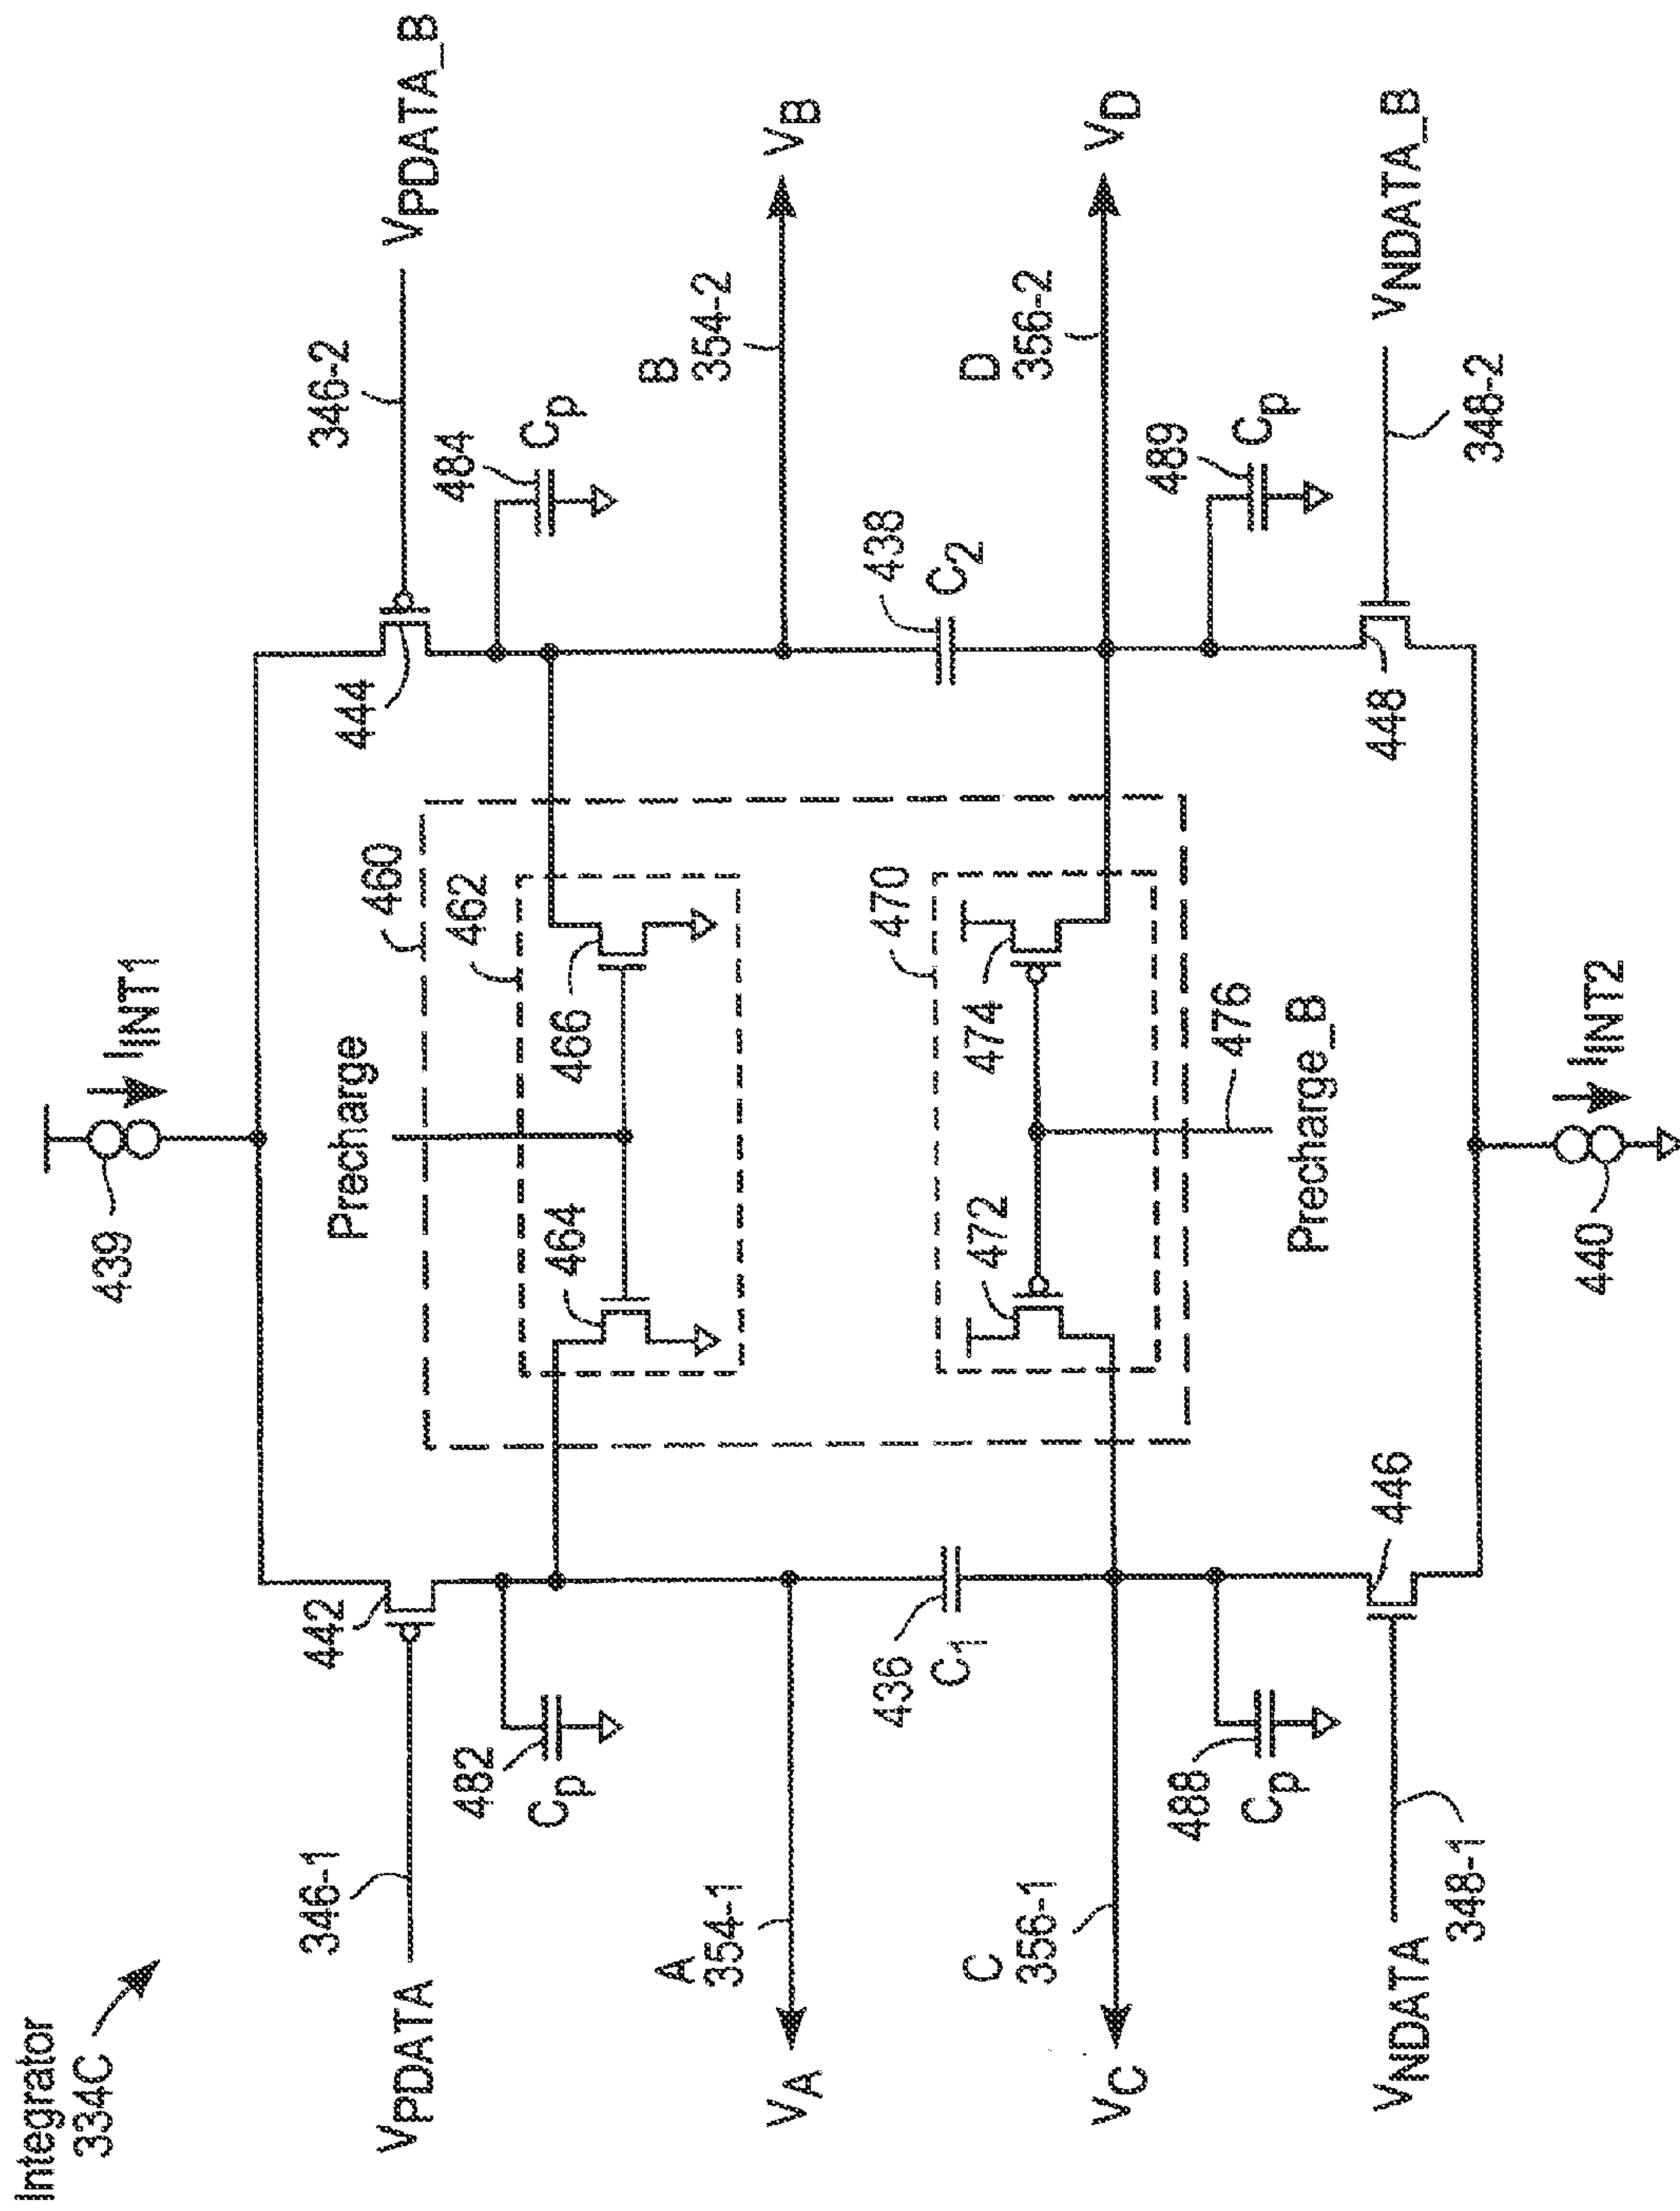 Integrator
334C
439
IINT1
VPDATA
346-1
442
444
346-2
VPDATA_B
Precharge
460
462
482
Cp
464
466
484
Cp
VA
A
354-1
B
354-2
VB
436
C1
438
C2
470
472
474
VC
C
356-1
D
356-2
VD
488
Cp
489
Cp
Precharge_B
476
VNDATA
348-1
446
448
348-2
VNDATA_B
440
IINT2